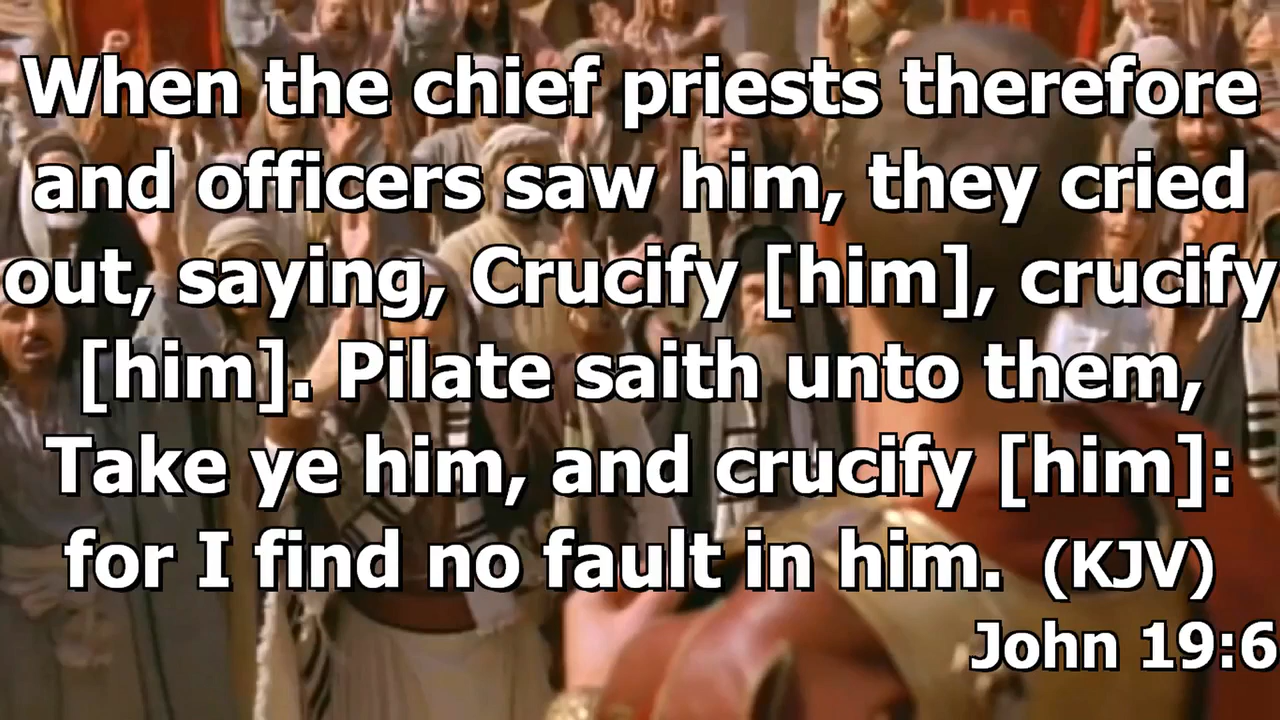 When the chief priests therefore
and officers saw him, they cried
out, saying, Crucify [him], crucify
[him]. Pilate saith unto them,
Take ye him, and crucify [him]:
for I find no fault in him. (KJV)
John 19:6